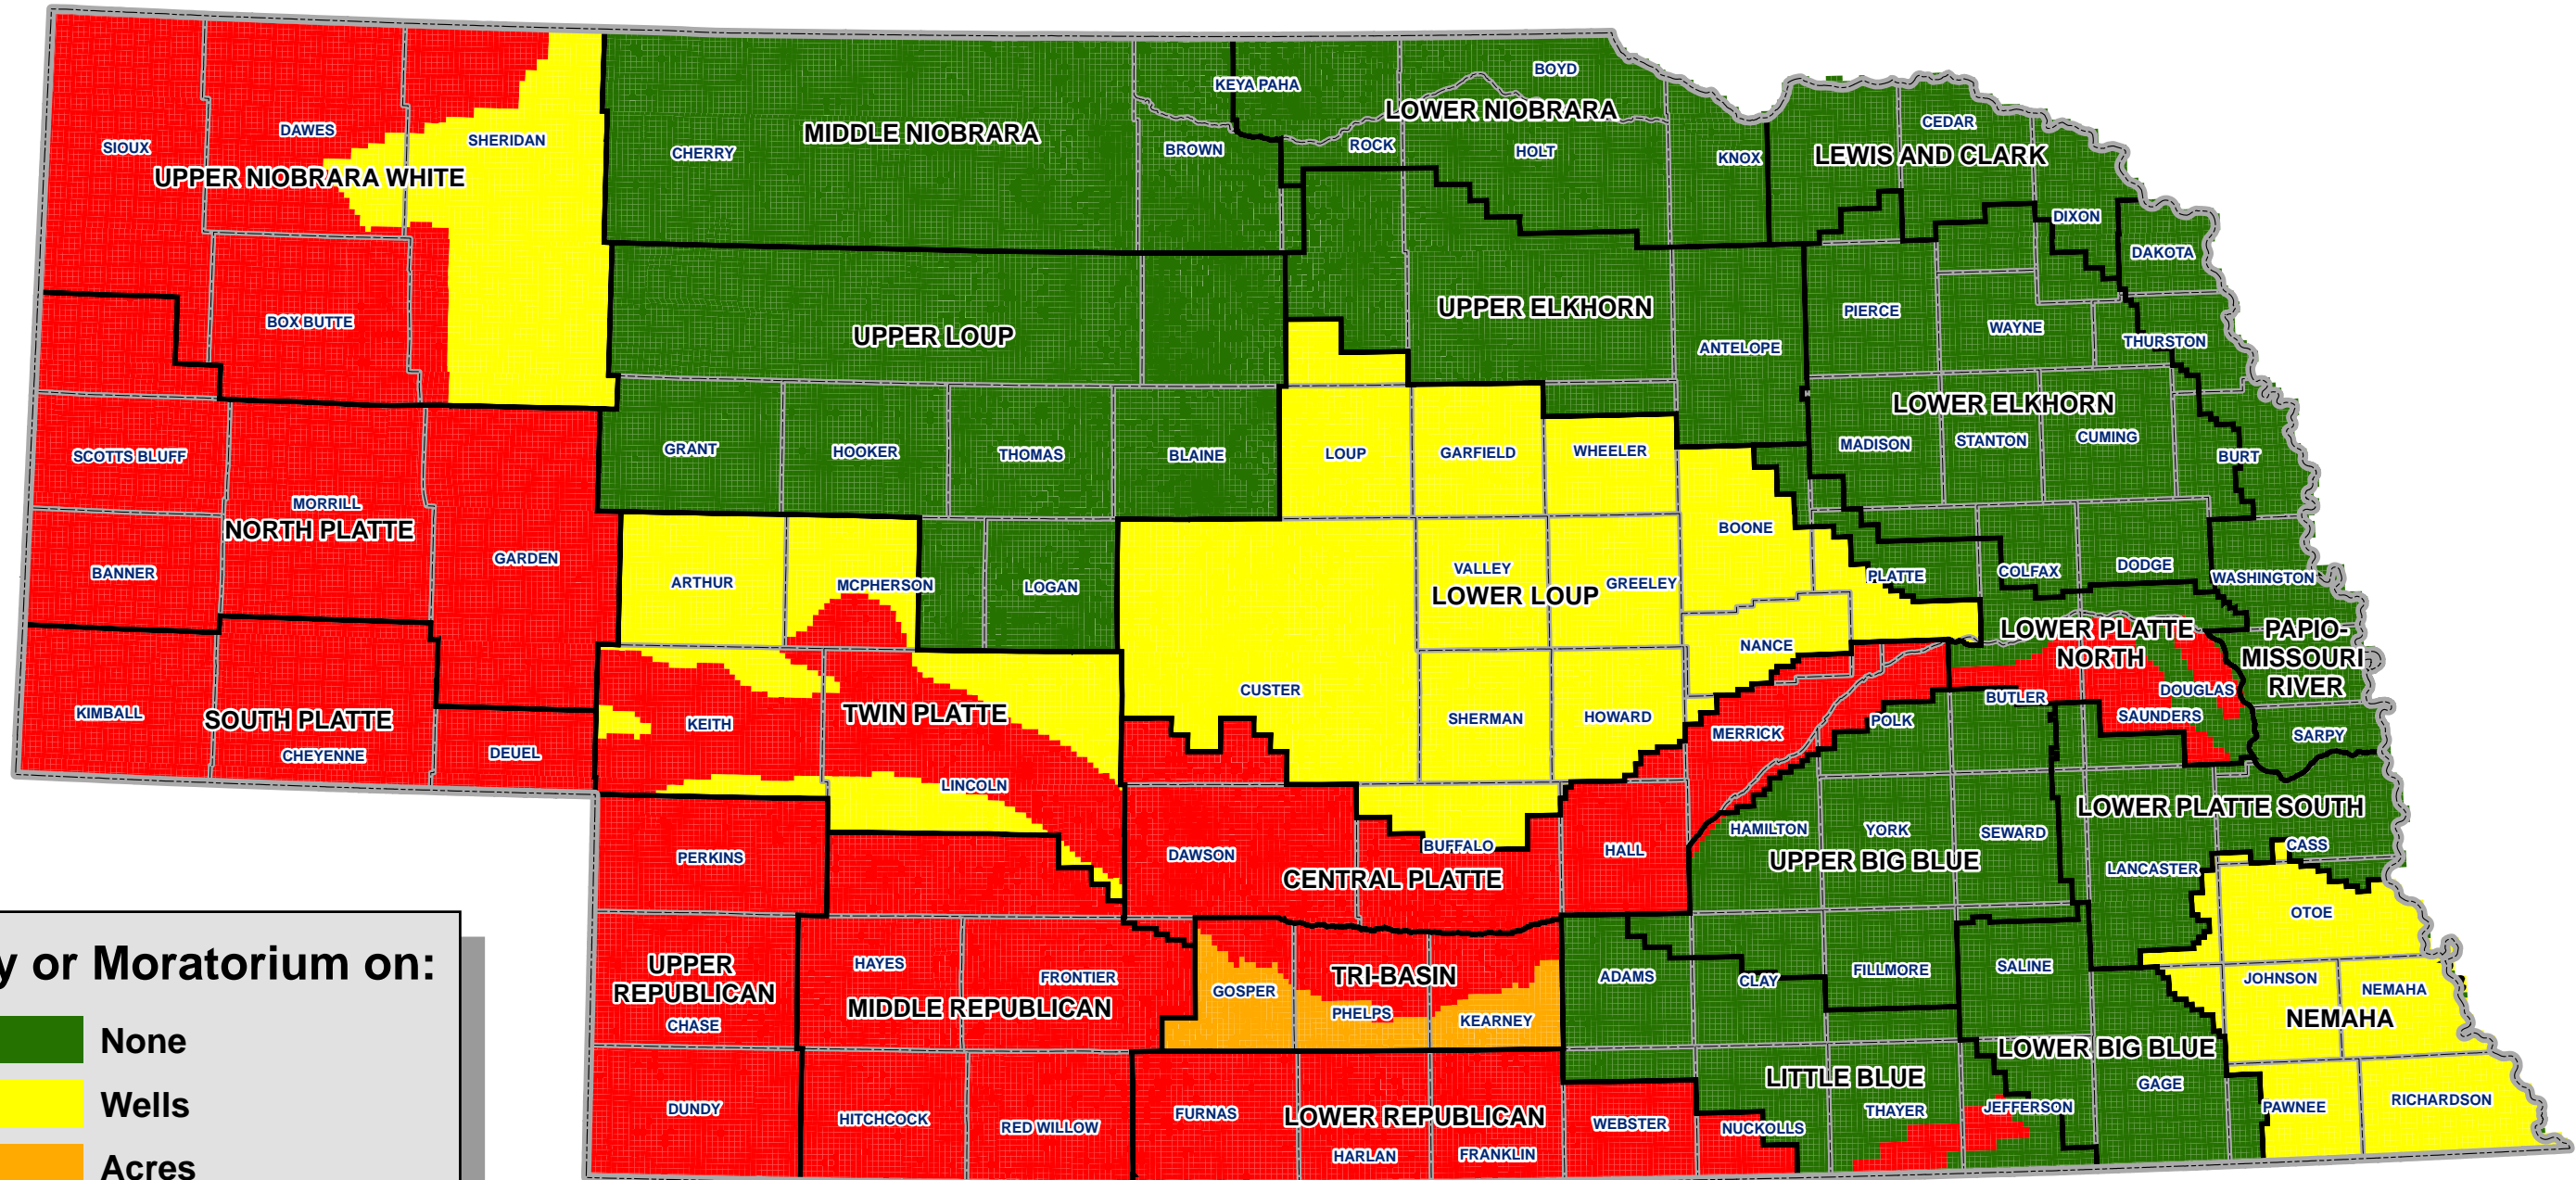 KEYA PAHA
BOYD
LOWER NIOBRARA
CEDAR
DAWES
SHERIDAN
MIDDLE NIOBRARA
SIOUX
CHERRY
BROWN
ROCK
HOLT
KNOX
LEWIS AND CLARK
UPPER NIOBRARA WHITE
DIXON
DAKOTA
BOX BUTTE
UPPER LOUP
UPPER ELKHORN
PIERCE
WAYNE
ANTELOPE
THURSTON
LOWER ELKHORN
SCOTTS BLUFF
GRANT
HOOKER
THOMAS
BLAINE
LOUP
GARFIELD
WHEELER
MADISON
STANTON
CUMING
BURT
MORRILL
NORTH PLATTE
GARDEN
BOONE
BANNER
ARTHUR
MCPHERSON
LOGAN
VALLEY
GREELEY
LOWER LOUP
PLATTE
COLFAX
DODGE
WASHINGTON
NANCE
LOWER PLATTE
NORTH
PAPIO-
MISSOURI
RIVER
KIMBALL
SOUTH PLATTE
CHEYENNE
DEUEL
KEITH
TWIN PLATTE
LINCOLN
CUSTER
SHERMAN
HOWARD
MERRICK
POLK
BUTLER
DOUGLAS
SAUNDERS
SARPY
LOWER PLATTE SOUTH
PERKINS
DAWSON
BUFFALO
HALL
CENTRAL PLATTE
HAMILTON
YORK
SEWARD
UPPER BIG BLUE
LANCASTER
CASS
OTOE
UPPER
REPUBLICAN
CHASE
HAYES
FRONTIER
MIDDLE REPUBLICAN
GOSPER
TRI-BASIN
PHELPS
KEARNEY
ADAMS
CLAY
FILLMORE
SALINE
JOHNSON
NEMAHA
NEMAHA
LOWER BIG BLUE
LITTLE BLUE
GAGE
DUNDY
HITCHCOCK
RED WILLOW
FURNAS
LOWER REPUBLICAN
HARLAN
FRANKLIN
WEBSTER
NUCKOLLS
THAYER
JEFFERSON
PAWNEE
RICHARDSON
y or Moratorium on:
None
Wells
Acres